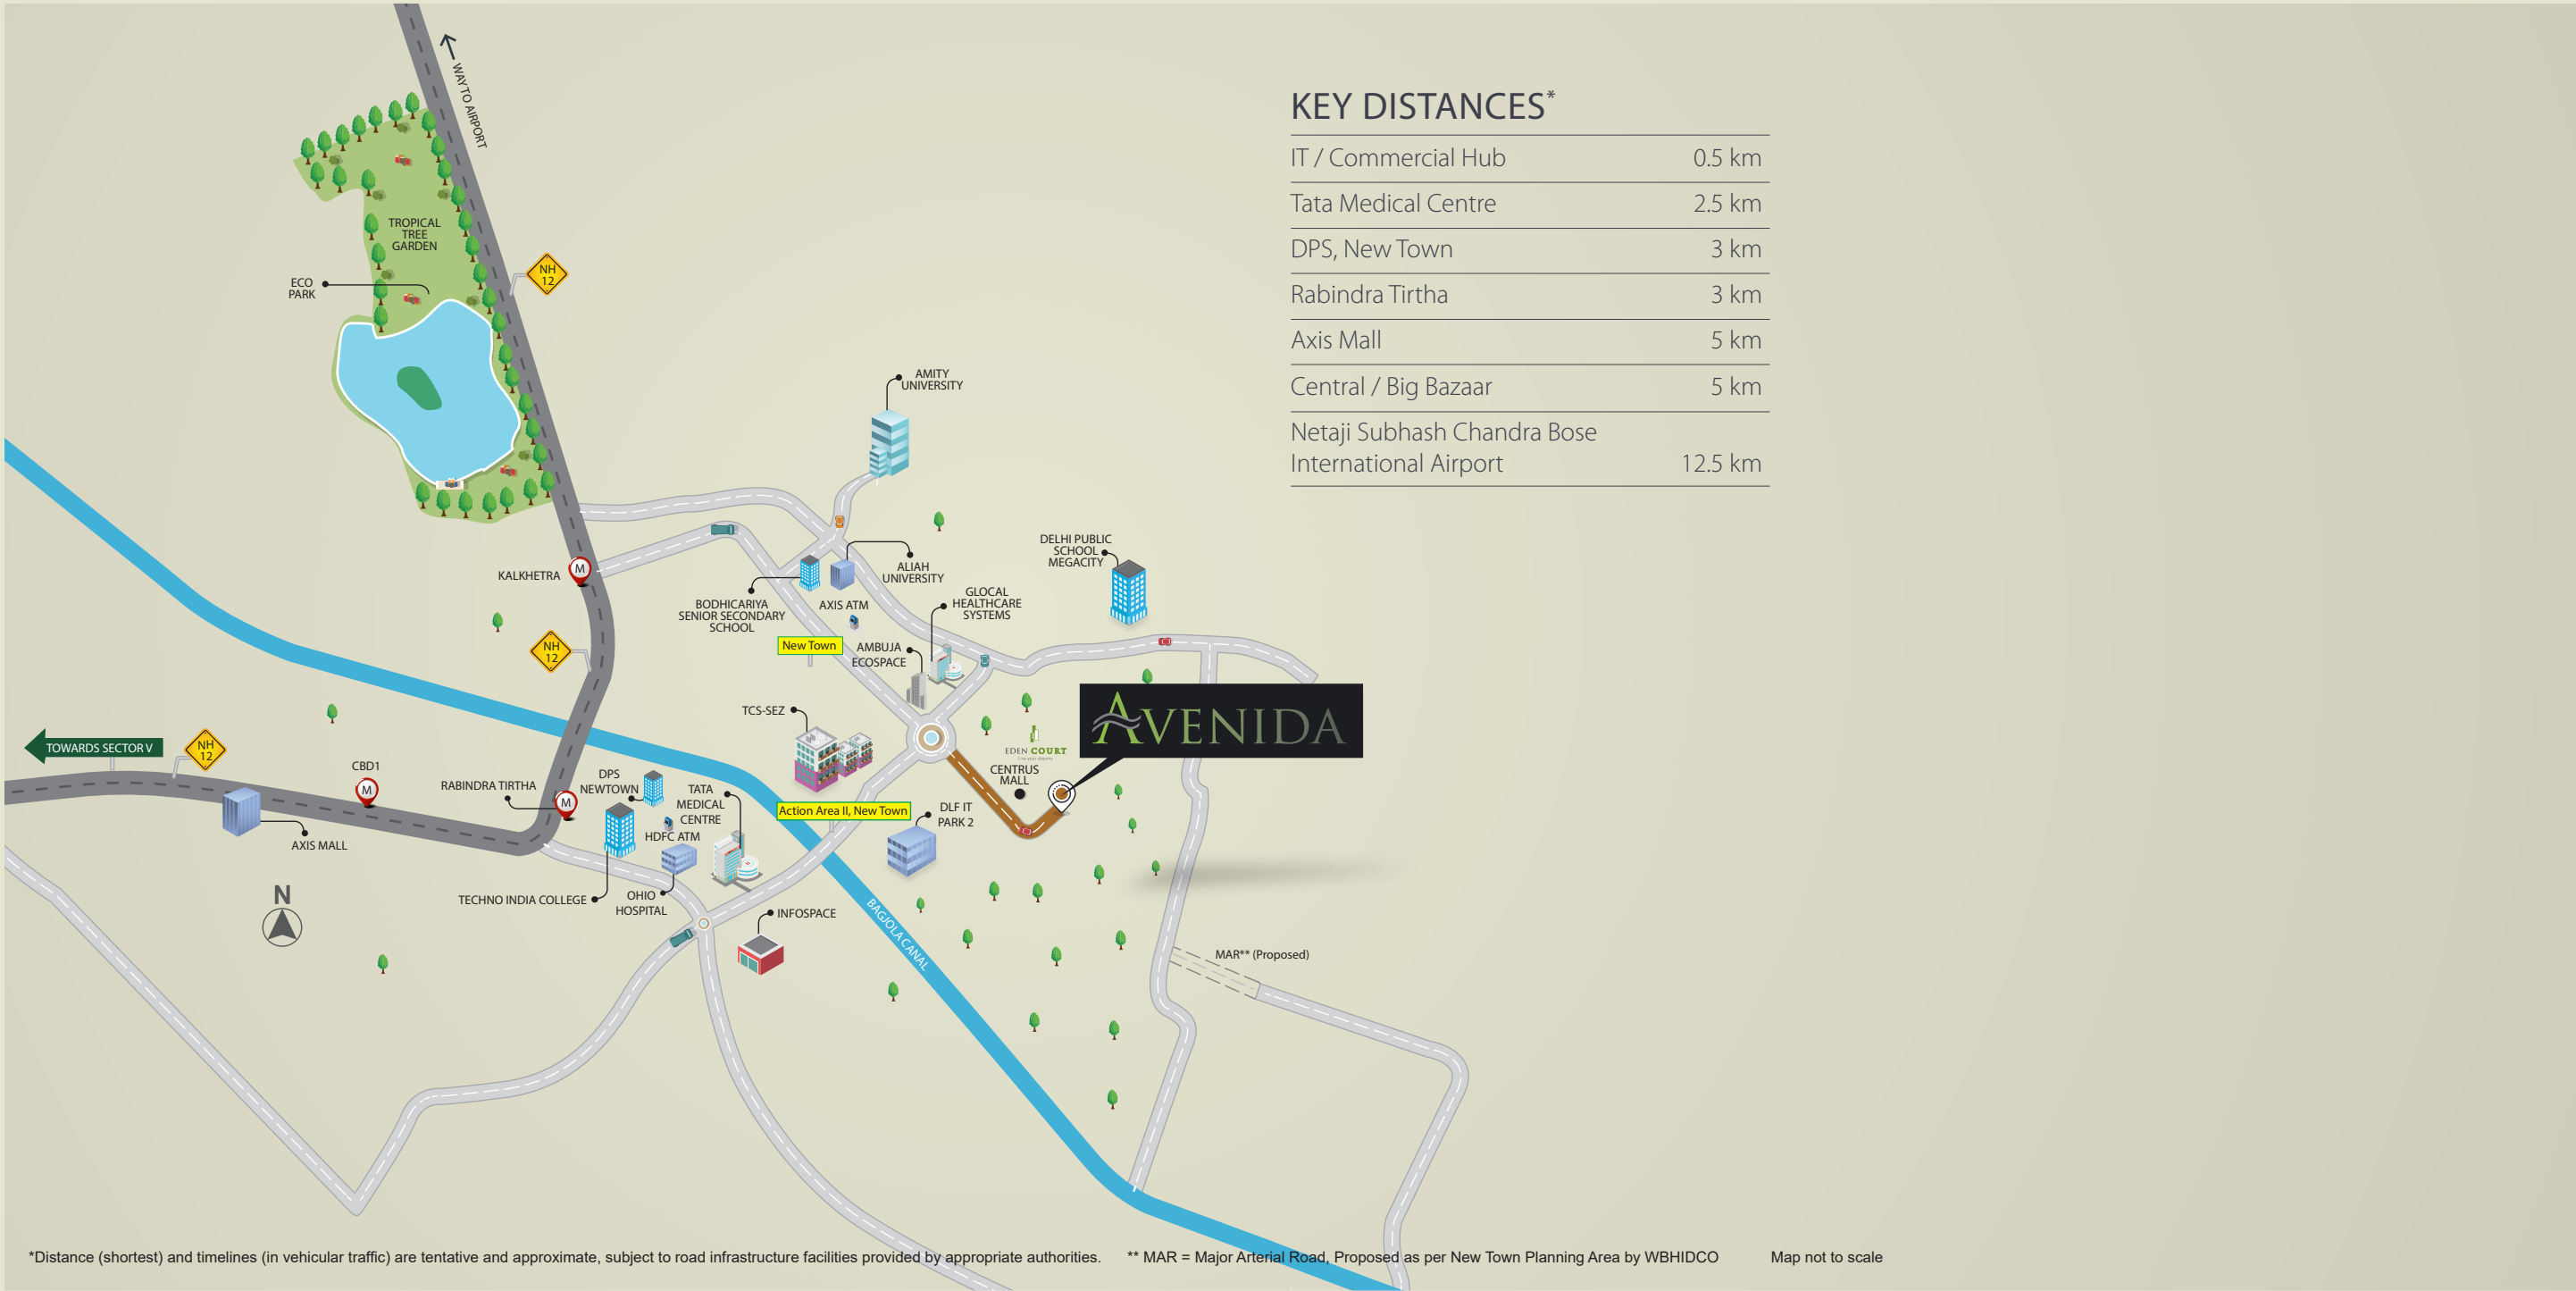 WAY TO AIRPORT
KEY DISTANCES*
IT / Commercial Hub 0.5 km
Tata Medical Centre 2.5 km
DPS, New Town 3 km
Rabindra Tirtha 3 km
Axis Mall 5 km
Central / Big Bazaar 5 km
Netaji Subhash Chandra Bose
International Airport 12.5 km
TROPICAL
TREE
GARDEN
ECO
PARK
NH
12
AMITY
UNIVERSITY
KALKHETRA
M
ALIAH
UNIVERSITY
DELHI PUBLIC
SCHOOL
MEGACITY
BODHICARIYA
SENIOR SECONDARY
SCHOOL
AXIS ATM
GLOCAL
HEALTHCARE
SYSTEMS
NH
12
New Town
AMBUJA
ECOSPACE
TCS-SEZ
AVENIDA
EDEN COURT
CENTRUS
MALL
TOWARDS SECTOR V
NH
12
CBD1
M
RABINDRA TIRTHA
M
DPS
NEWTOWN
TATA
MEDICAL
CENTRE
Action Area II, New Town
DLF IT
PARK 2
HDFC ATM
AXIS MALL
TECHNO INDIA COLLEGE
OHIO
HOSPITAL
INFOSPACE
N
BAGJOLA CANAL
MAR** (Proposed)
*Distance (shortest) and timelines (in vehicular traffic) are tentative and approximate, subject to road infrastructure facilities provided by appropriate authorities. ** MAR = Major Arterial Road, Proposed as per New Town Planning Area by WBHIDCO Map not to scale